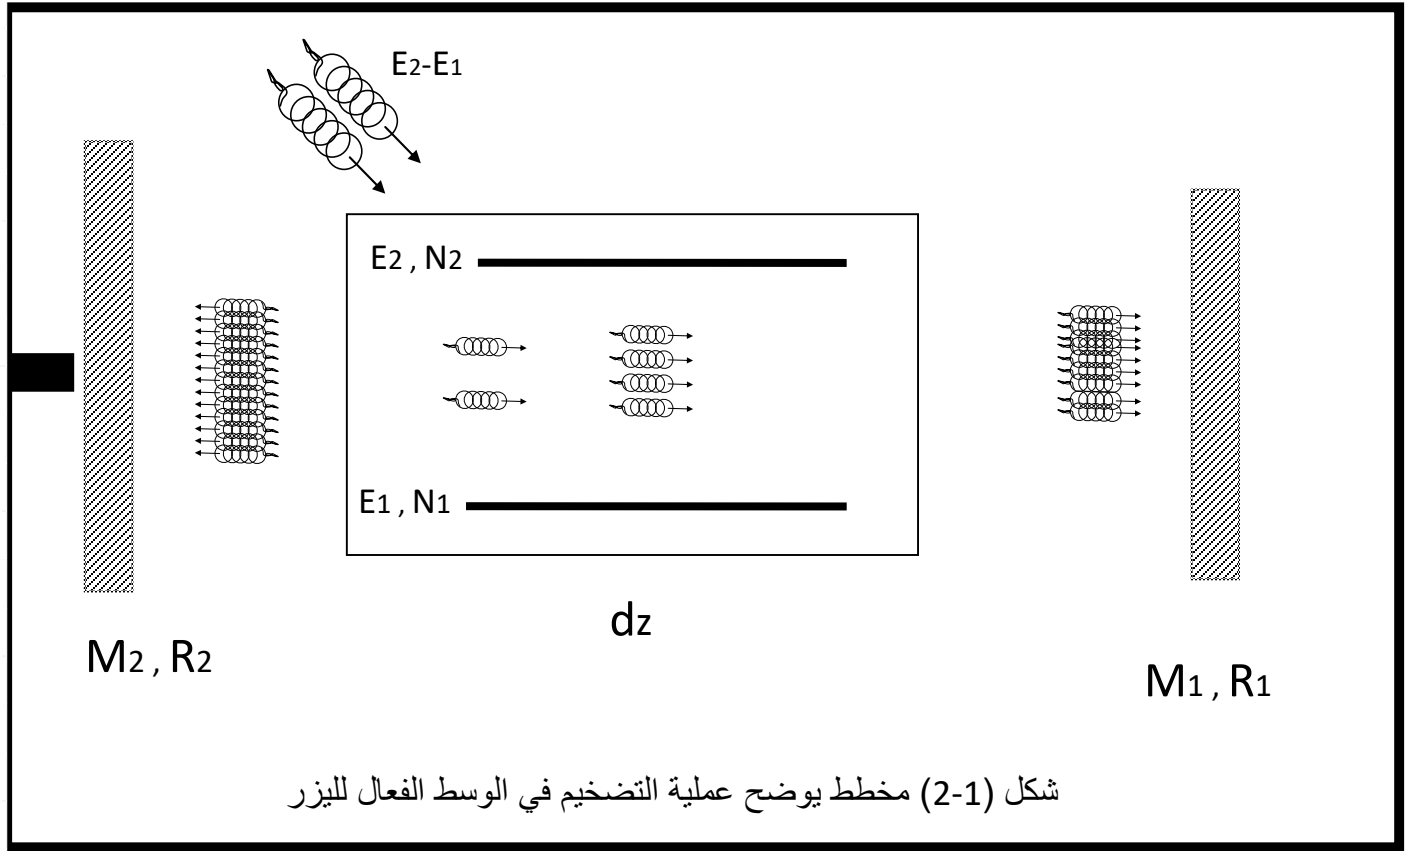 E2-E1
E2 , N2
E1 , N1
dz
M2 , R2
M1 , R1
شكل (1-2) مخطط يوضح عملية التضخيم في الوسط الفعال لليزر